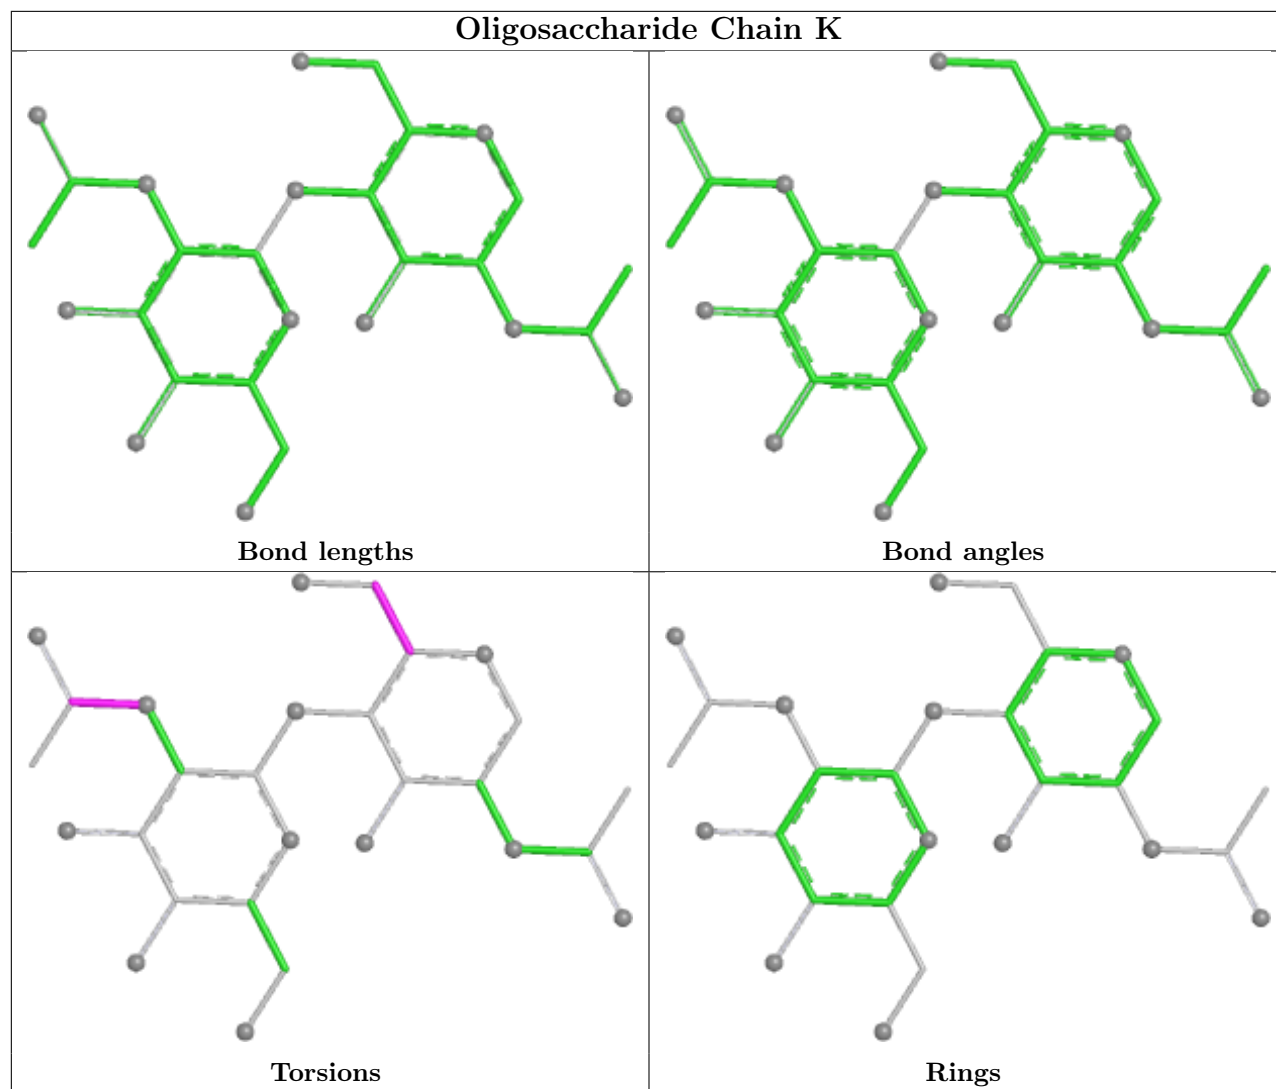 Oligosaccharide Chain K
Bond lengths
Bond angles
Torsions
Rings